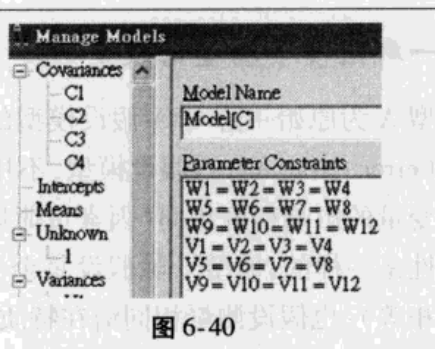 Manage Models
Covariances
C1
C2
C3
C4
Intercepts
Means
Unknown
1
Variances
Model Name
Model[C]
Parameter Constraints
W1=W2=W3=W4
W5=W6=W7=W8
W9=W10=W11=W12
V1=V2=V3=V4
V5=V6=V7=V8
V9=V10=V11=V12
图 6-40